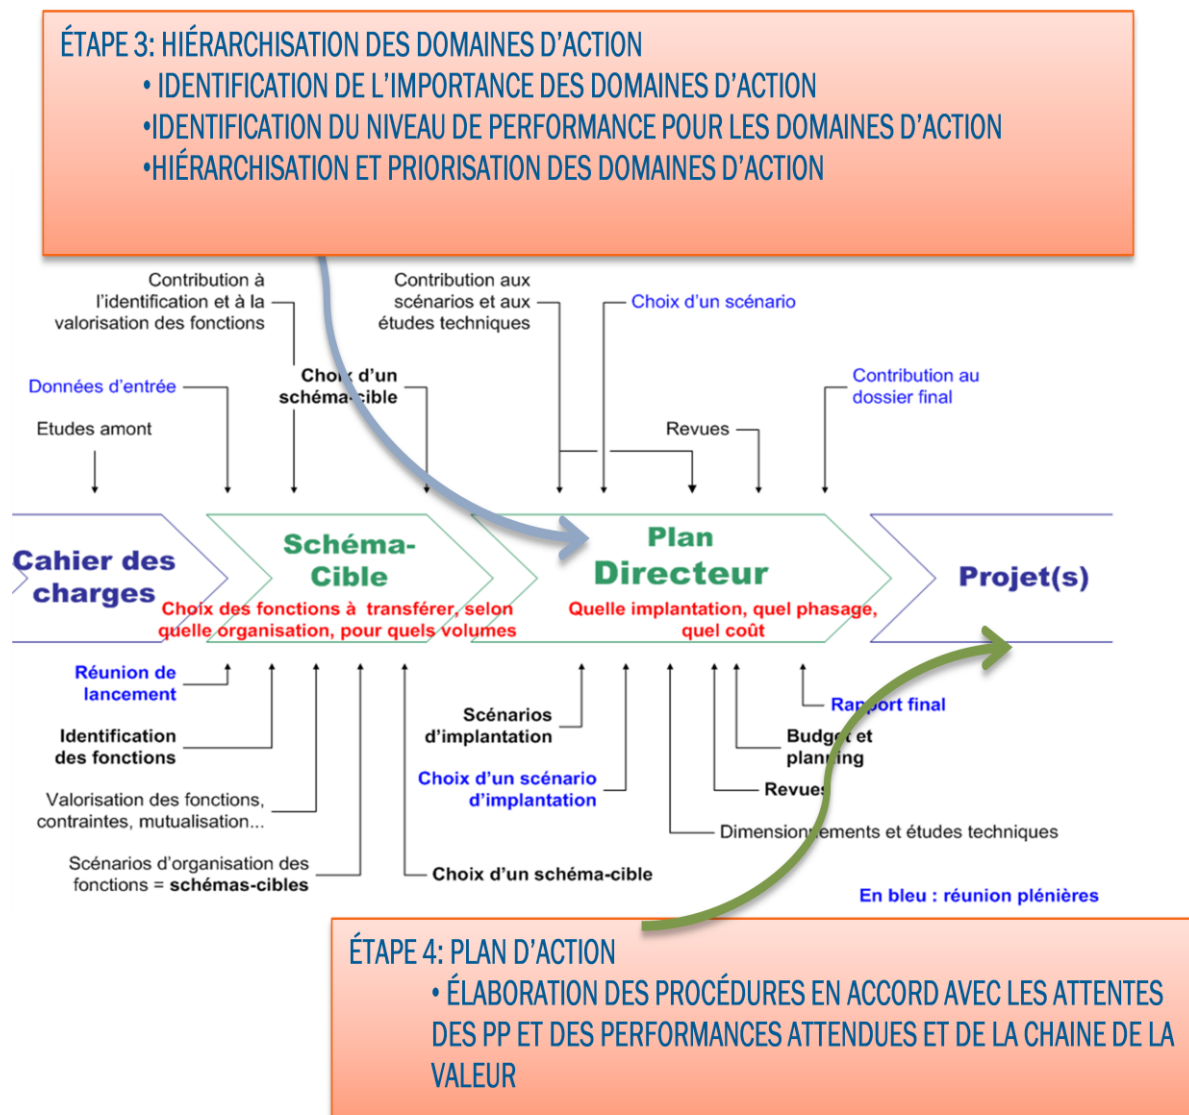 ÉTAPE 3: HIÉRARCHISATION DES DOMAINES D’ACTION
• IDENTIFICATION DE L’IMPORTANCE DES DOMAINES D’ACTION
•IDENTIFICATION DU NIVEAU DE PERFORMANCE POUR LES DOMAINES D’ACTION
•HIÉRARCHISATION ET PRIORISATION DES DOMAINES D’ACTION
Contribution à
l’identification et à la
valorisation des fonctions
Contribution aux
scénarios et aux
études techniques
Choix d’un scénario
Données d’entrée
Choix d’un
schéma-cible
Contribution au
dossier final
Etudes amont
Revues
Cahier des
charges
Schéma-
Cible
Choix des fonctions à transférer, selon
quelle organisation, pour quels volumes
Plan
Directeur
Quelle implantation, quel phasage,
quel coût
Projet(s)
Réunion de
lancement
Identification
des fonctions
Valorisation des fonctions,
contraintes, mutualisation...
Scénarios d’organisation des
fonctions = schémas-cibles
Choix d’un schéma-cible
Scénarios
d’implantation
Choix d’un scénario
d’implantation
Rapport final
Budget et
planning
Revues
Dimensionnements et études techniques
En bleu : réunion plénières
ÉTAPE 4: PLAN D’ACTION
• ÉLABORATION DES PROCÉDURES EN ACCORD AVEC LES ATTENTES
DES PP ET DES PERFORMANCES ATTENDUES ET DE LA CHAINE DE LA
VALEUR